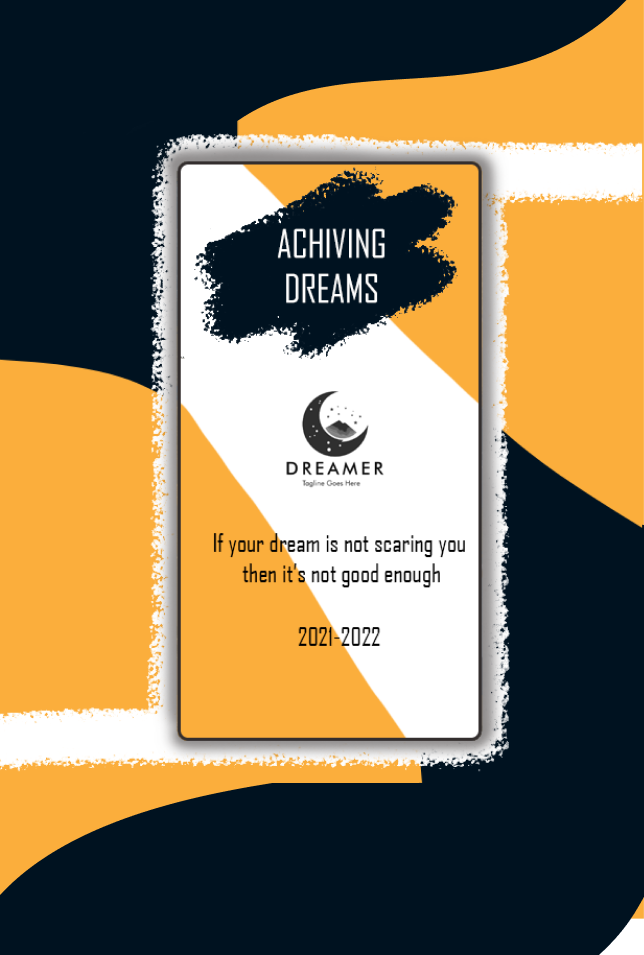 ACHIVING
DREAMS
DREAMER
Tagline Goes Here
If your dream is not scaring you
then it's not good enough
2021-2022